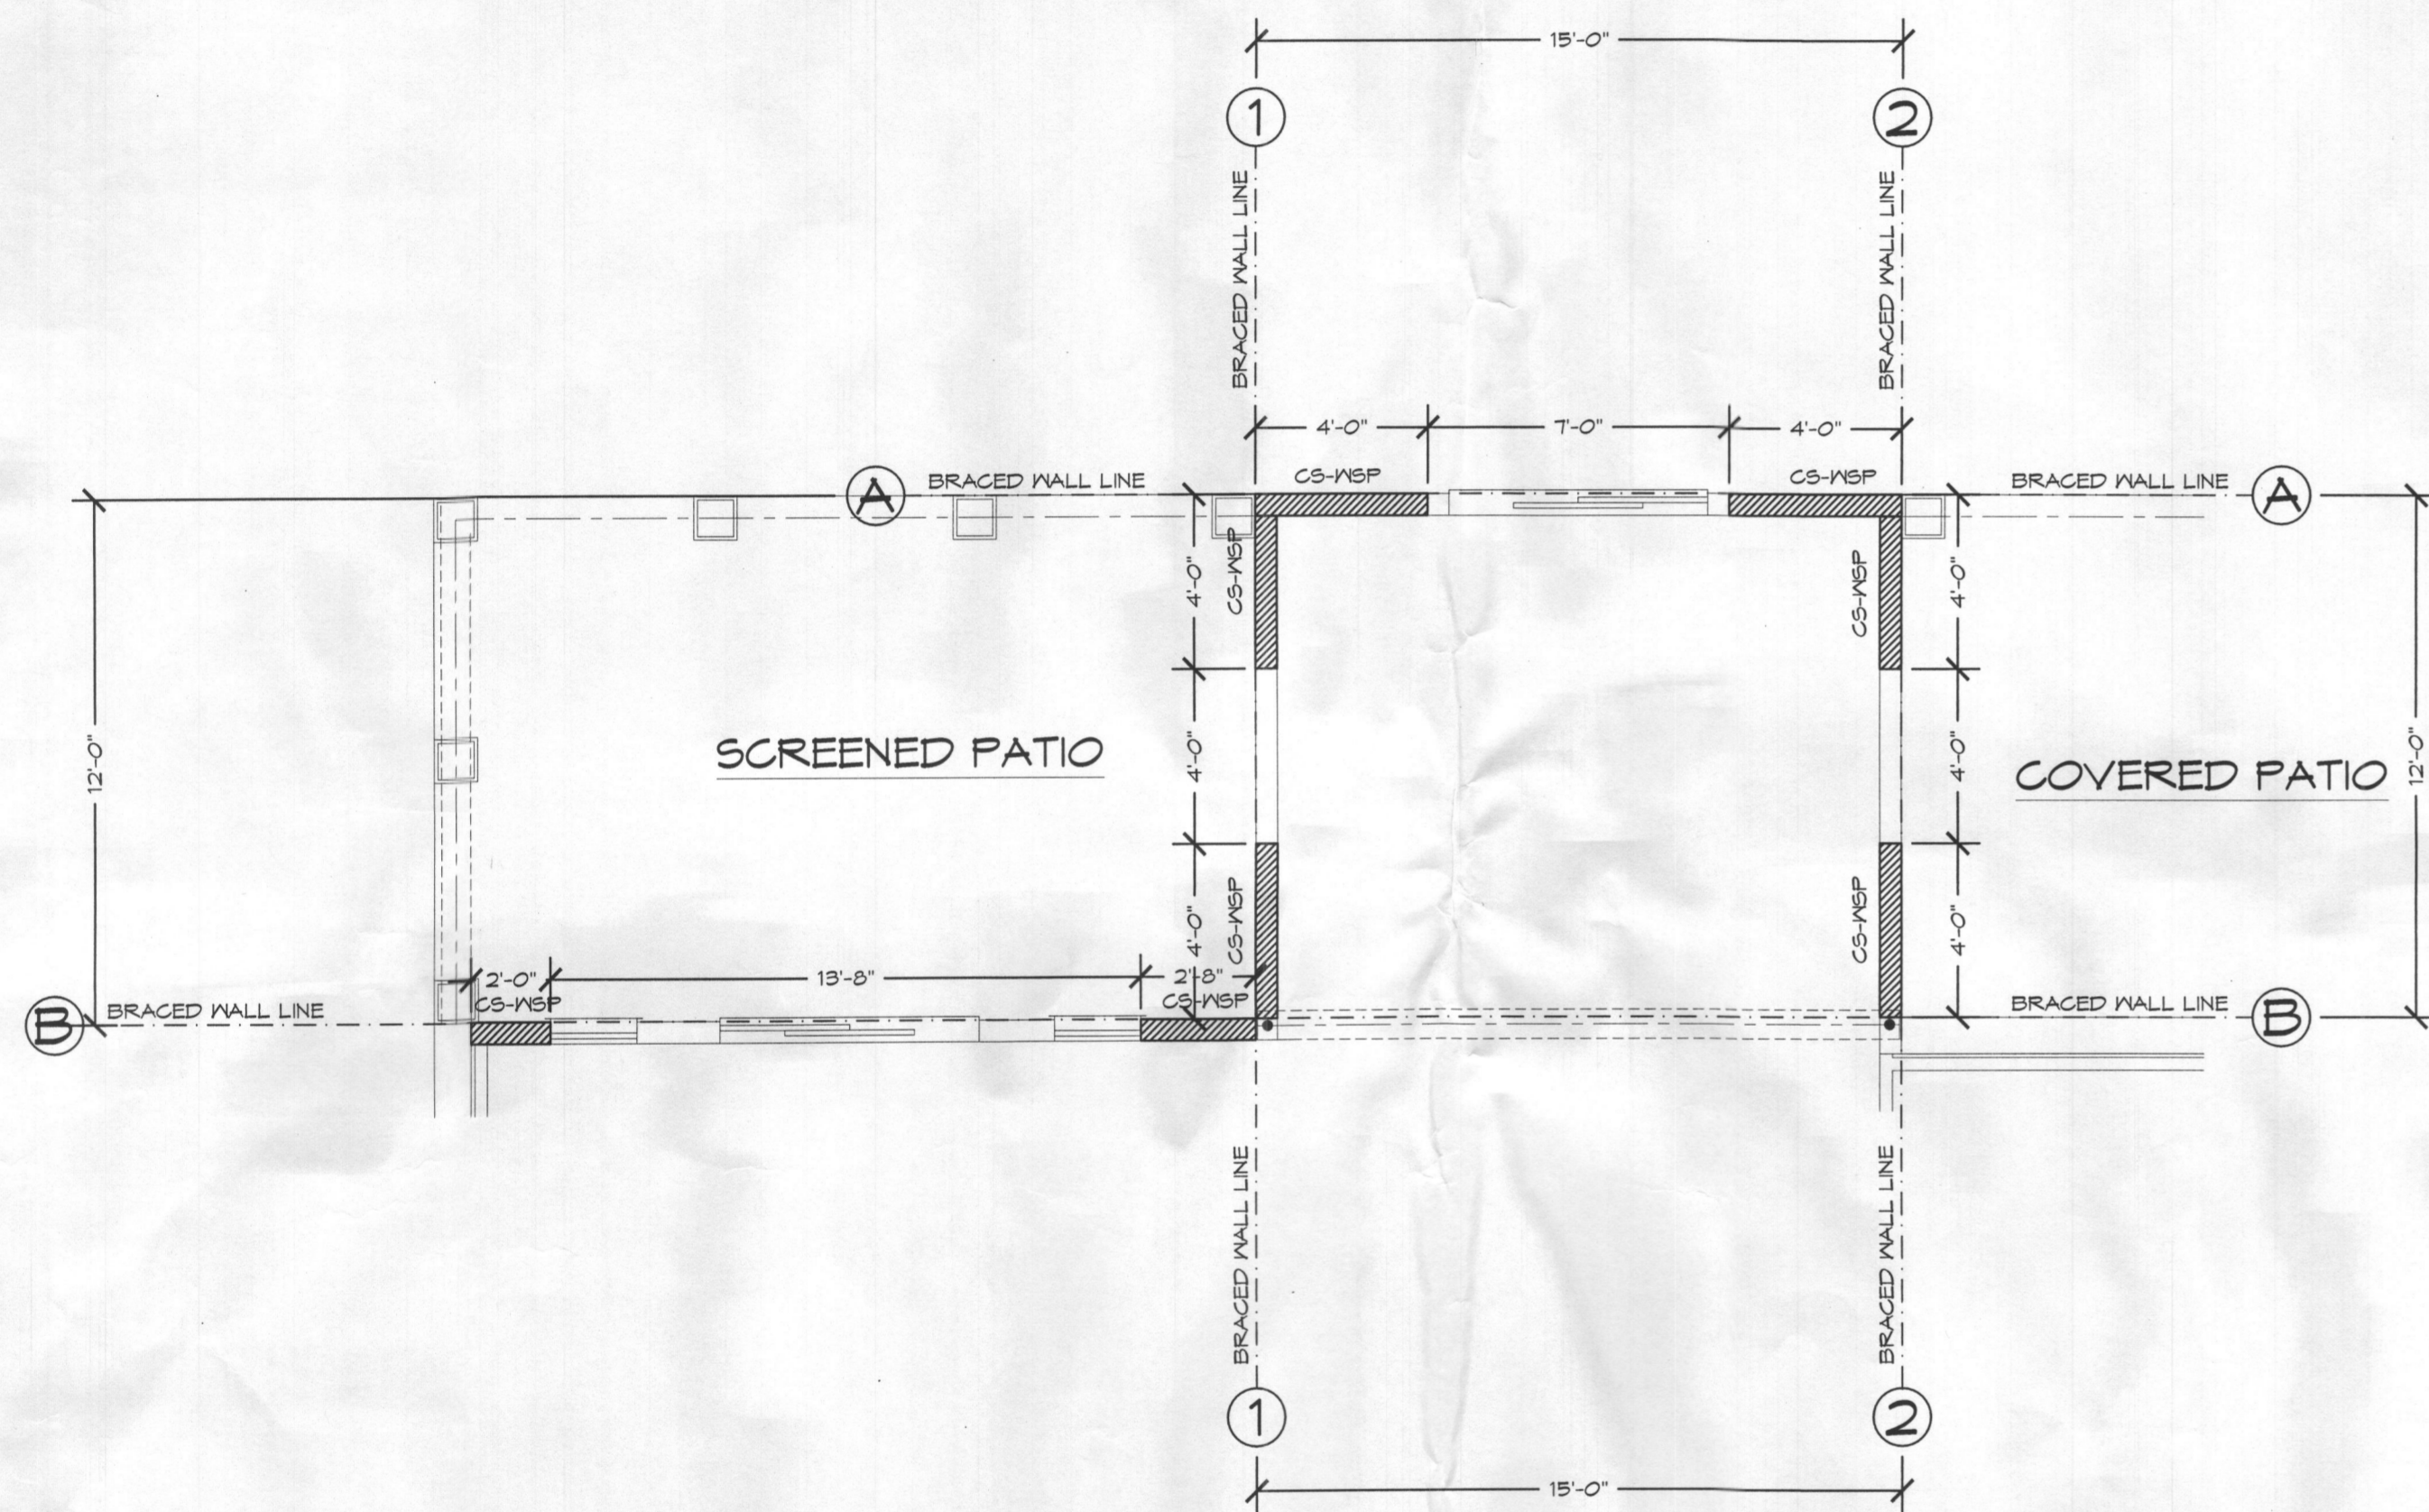 15'-0"
1
2
BRACED WALL LINE
BRACED WALL LINE
4'-0"
7'-0"
4'-0"
A
BRACED WALL LINE
CS-WSP
CS-WSP
BRACED WALL LINE
A
CS-WSP
4'-0"
CS-WSP
4'-0"
12'-0"
SCREENED PATIO
4'-0"
4'-0"
COVERED PATIO
12'-0"
4'-0"
CS-WSP
CS-WSP
4'-0"
2'-0"
13'-8"
2'-8"
CS-WSP
CS-WSP
B
BRACED WALL LINE
BRACED WALL LINE
B
BRACED WALL LINE
BRACED WALL LINE
1
2
15'-0"